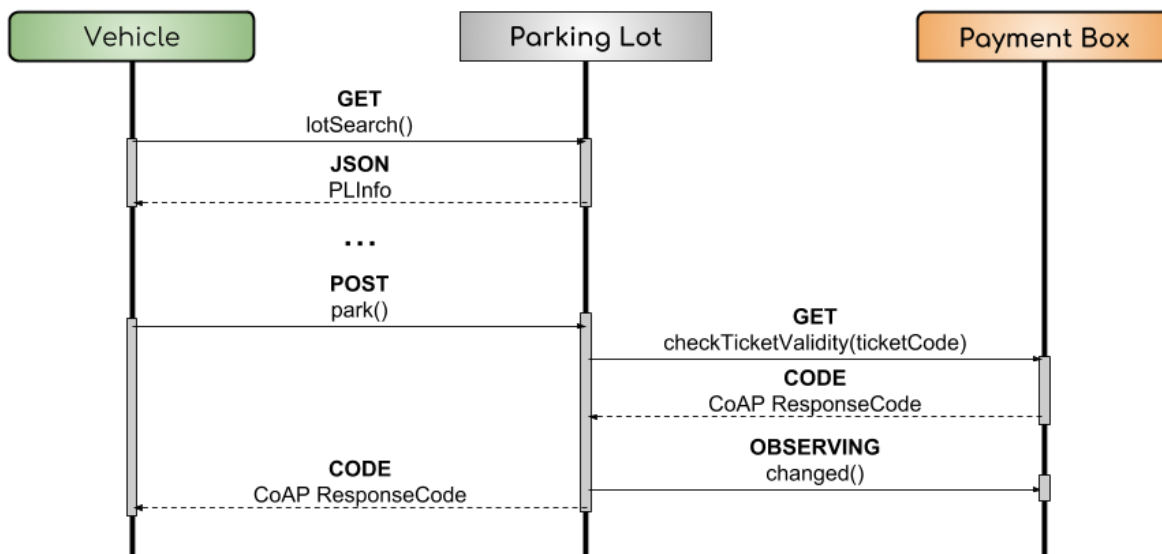 Vehicle
Parking Lot
Payment Box
GET
lotSearch()
JSON
PLInfo
...
POST
park()
GET
checkTicketValidity(ticketCode)
CODE
CoAP ResponseCode
OBSERVING
changed()
CODE
CoAP ResponseCode